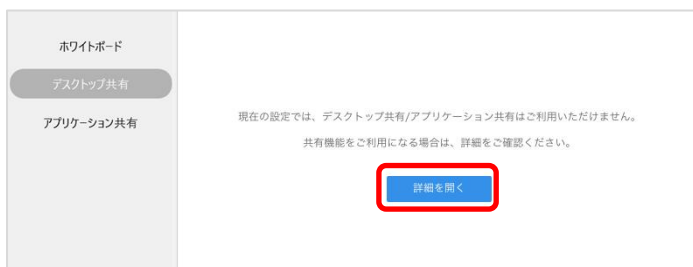 ホワイトボード
デスクトップ共有
アプリケーション共有
現在の設定では、デスクトップ共有/アプリケーション共有はご利用いただけません。
共有機能をご利用になる場合は、詳細をご確認ください。
詳細を開く